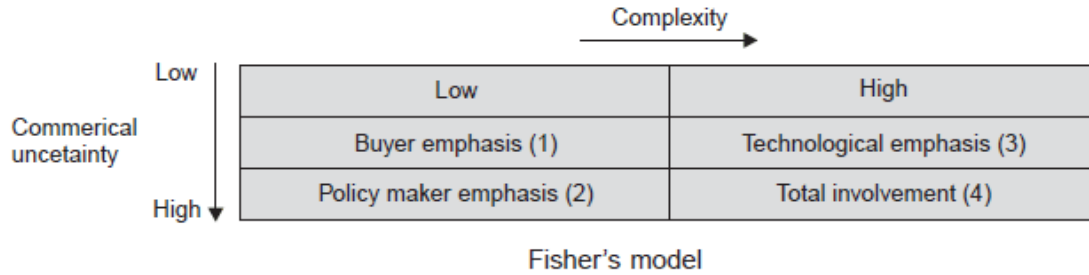 Complexity
Low
Low
High
Commerical
uncetainty
Buyer emphasis (1)
Technological emphasis (3)
High
Policy maker emphasis (2)
Total involvement (4)
Fisher's model